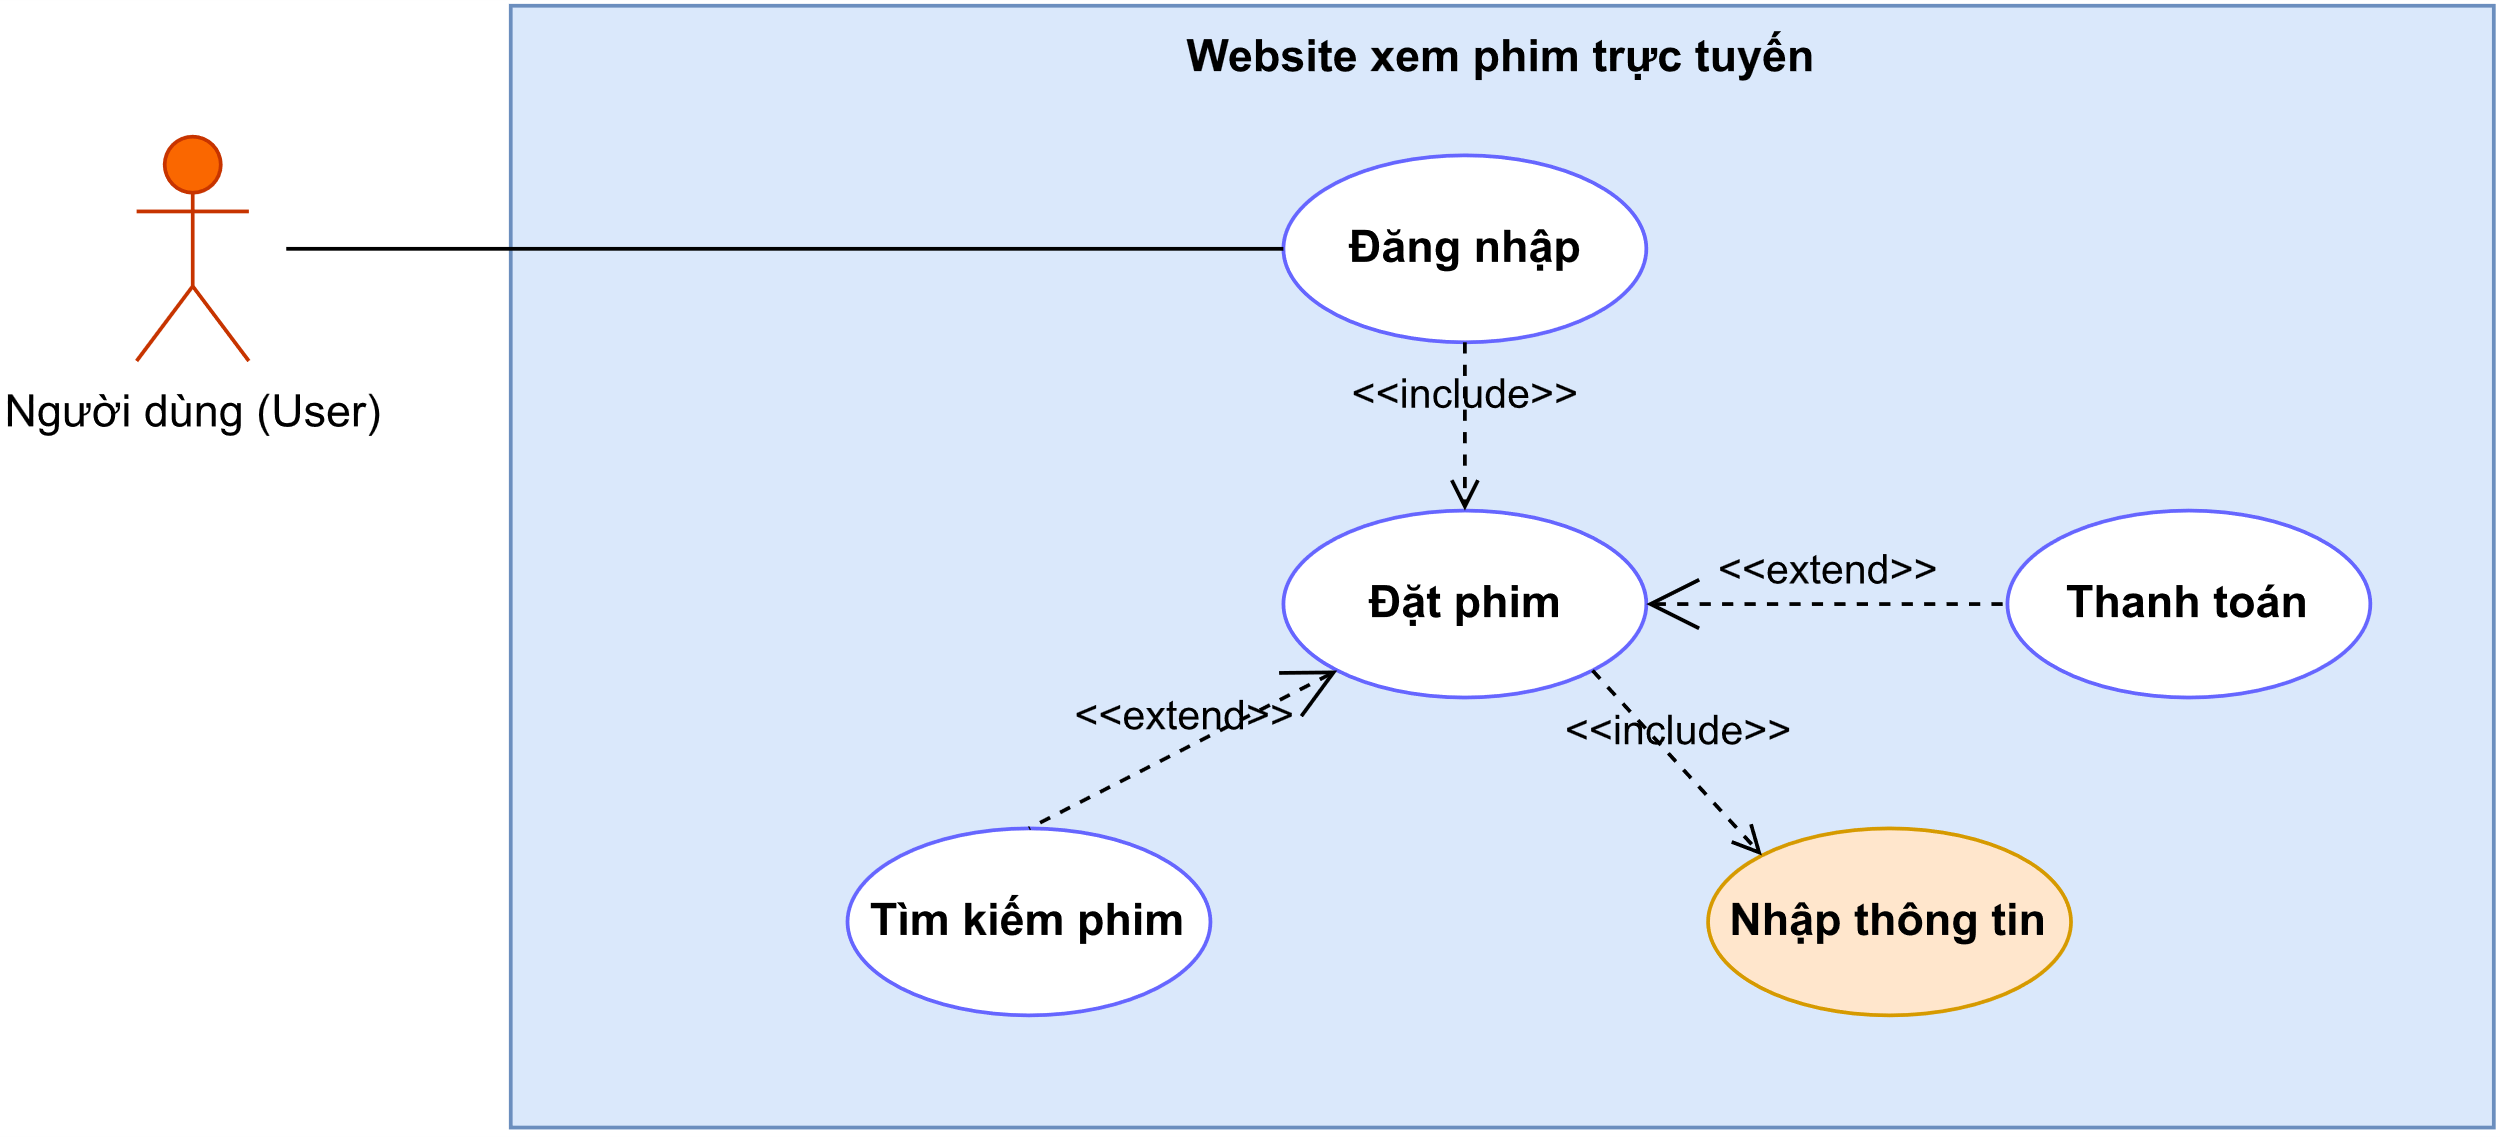 Website xem phim trực tuyến
Đăng nhập
<<include>>
Người dùng (User)
<<extend>>
Đặt phim
Thanh toán
<<extend>>
<<include>>
Tìm kiếm phim
Nhập thông tin